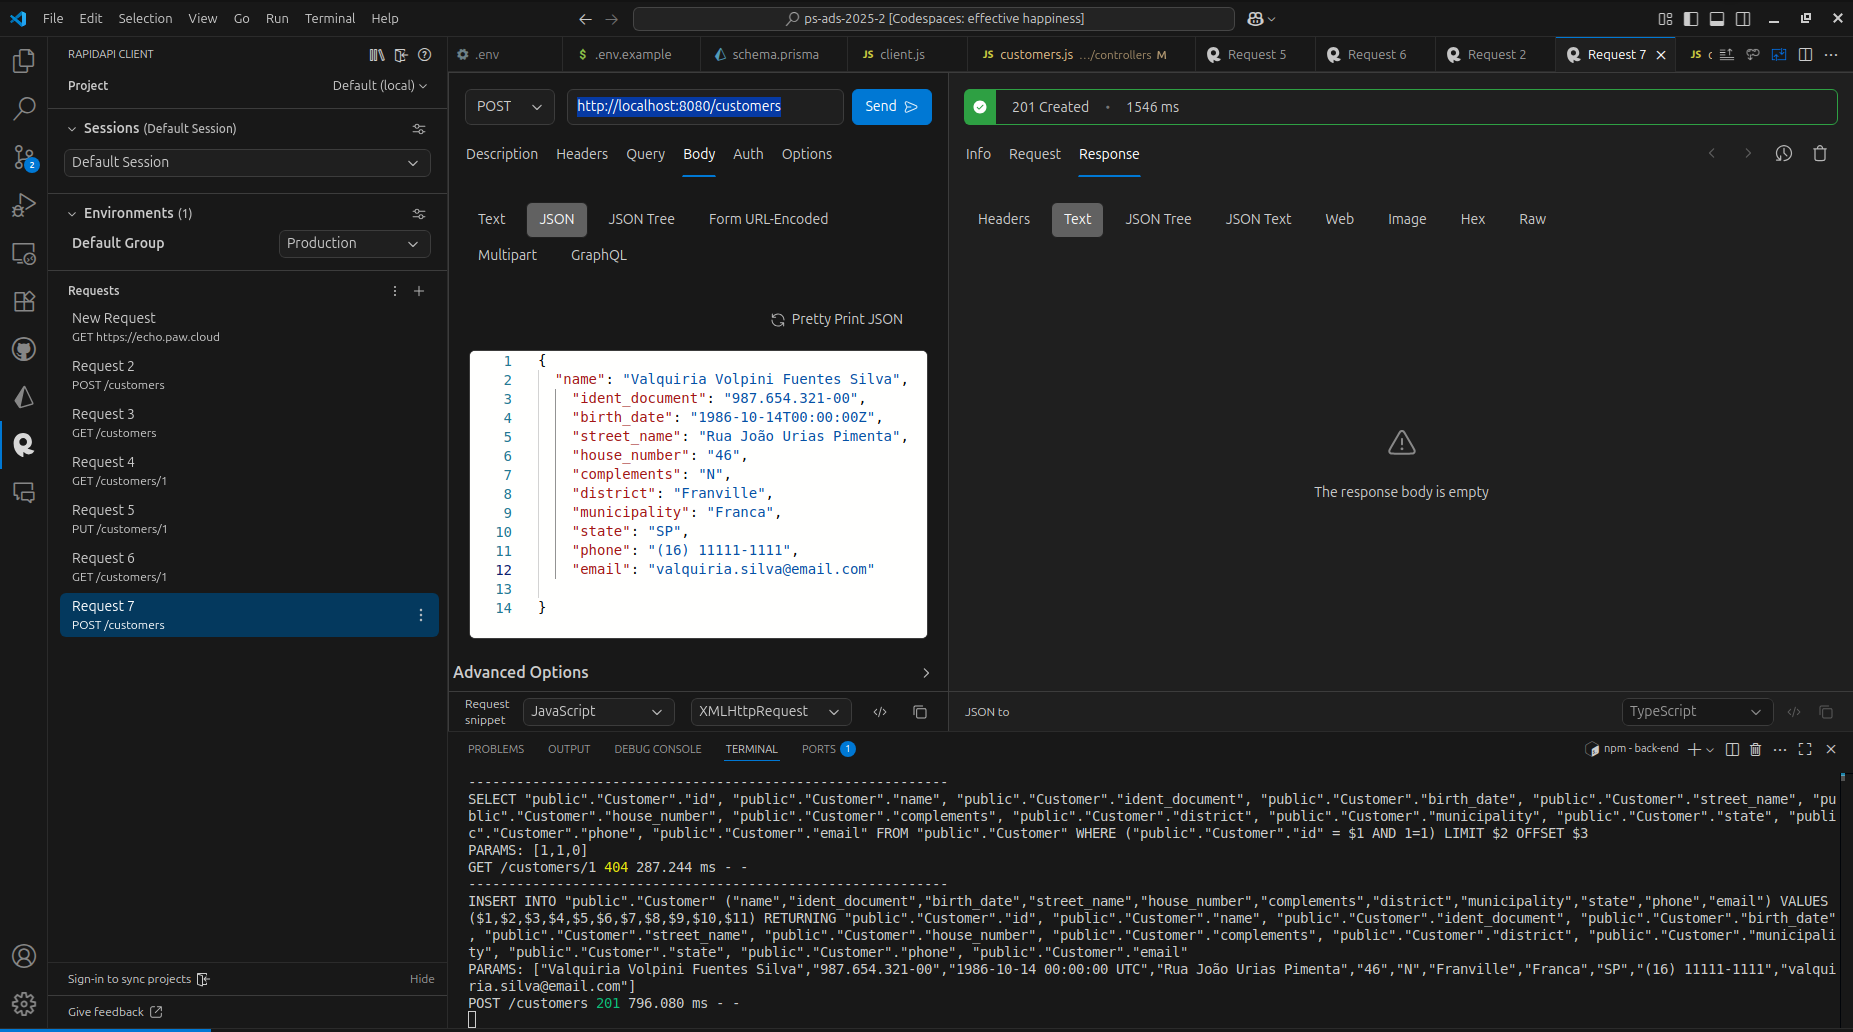 File Edit Selection View Go Run Terminal Help
ps-ads-2025-2 [Codespaces: effective happiness]
RAPIDAPI CLIENT
Project Default (local)
Sessions (Default Session)
Default Session
Environments (1)
Default Group Production
Requests
New Request
GET https://echo.paw.cloud
Request 2
POST /customers
Request 3
GET /customers
Request 4
GET /customers/1
Request 5
PUT /customers/1
Request 6
GET /customers/1
Request 7
POST /customers
Sign-in to sync projects Hide
Give feedback
2
.env $ .env.example schema.prisma JS client.js JS customers.js .../controllers M Request 5 Request 6 Request 2 Request 7 JS c
POST http://localhost:8080/customers Send
Description Headers Query Body Auth Options
Text JSON JSON Tree Form URL-Encoded
Multipart GraphQL
Pretty Print JSON
1 {
2 "name": "Valquiria Volpini Fuentes Silva",
3 "ident_document": "987.654.321-00",
4 "birth_date": "1986-10-14T00:00:00Z",
5 "street_name": "Rua João Urias Pimenta",
6 "house_number": "46",
7 "complements": "N",
8 "district": "Franville",
9 "municipality": "Franca",
10 "state": "SP",
11 "phone": "(16) 11111-1111",
12 "email": "valquiria.silva@email.com"
13
14 }
Advanced Options
Request snippet JavaScript XMLHttpRequest
201 Created • 1546 ms
Info Request Response
Headers Text JSON Tree JSON Text Web Image Hex Raw
The response body is empty
JSON to TypeScript
PROBLEMS OUTPUT DEBUG CONSOLE TERMINAL PORTS 1
npm - back-end
---------------------------------------------------------
SELECT "public"."Customer"."id", "public"."Customer"."name", "public"."Customer"."ident_document", "public"."Customer"."birth_date", "public"."Customer"."street_name", "pu
blic"."Customer"."house_number", "public"."Customer"."complements", "public"."Customer"."district", "public"."Customer"."municipality", "public"."Customer"."state", "publi
c"."Customer"."phone", "public"."Customer"."email" FROM "public"."Customer" WHERE ("public"."Customer"."id" = $1 AND 1=1) LIMIT $2 OFFSET $3
PARAMS: [1,1,0]
GET /customers/1 404 287.244 ms - -
---------------------------------------------------------
INSERT INTO "public"."Customer" ("name","ident_document","birth_date","street_name","house_number","complements","district","municipality","state","phone","email") VALUES
($1,$2,$3,$4,$5,$6,$7,$8,$9,$10,$11) RETURNING "public"."Customer"."id", "public"."Customer"."name", "public"."Customer"."ident_document", "public"."Customer"."birth_date"
, "public"."Customer"."street_name", "public"."Customer"."house_number", "public"."Customer"."complements", "public"."Customer"."district", "public"."Customer"."municipali
ty", "public"."Customer"."state", "public"."Customer"."phone", "public"."Customer"."email"
PARAMS: ["Valquiria Volpini Fuentes Silva","987.654.321-00","1986-10-14 00:00:00 UTC","Rua João Urias Pimenta","46","N","Franville","Franca","SP","(16) 11111-1111","valqui
ria.silva@email.com"]
POST /customers 201 796.080 ms - -